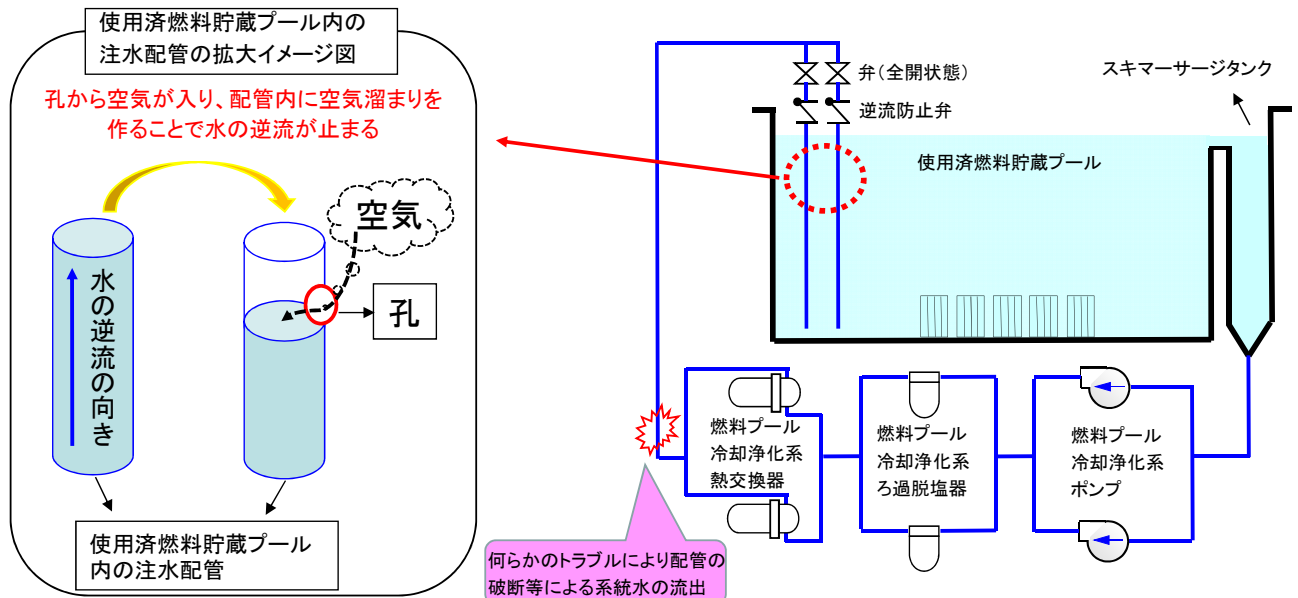 使用済燃料貯蔵プール内の
注水配管の拡大イメージ図
孔から空気が入り、配管内に空気溜まりを
作ることで水の逆流が止まる
空気
孔
水の逆流の向き
使用済燃料貯蔵プール
内の注水配管
弁(全開状態)
逆流防止弁
スキマーサージタンク
使用済燃料貯蔵プール
燃料プール
冷却浄化系
熱交換器
燃料プール
冷却浄化系
ろ過脱塩器
燃料プール
冷却浄化系
ポンプ
何らかのトラブルにより配管の
破断等による系統水の流出